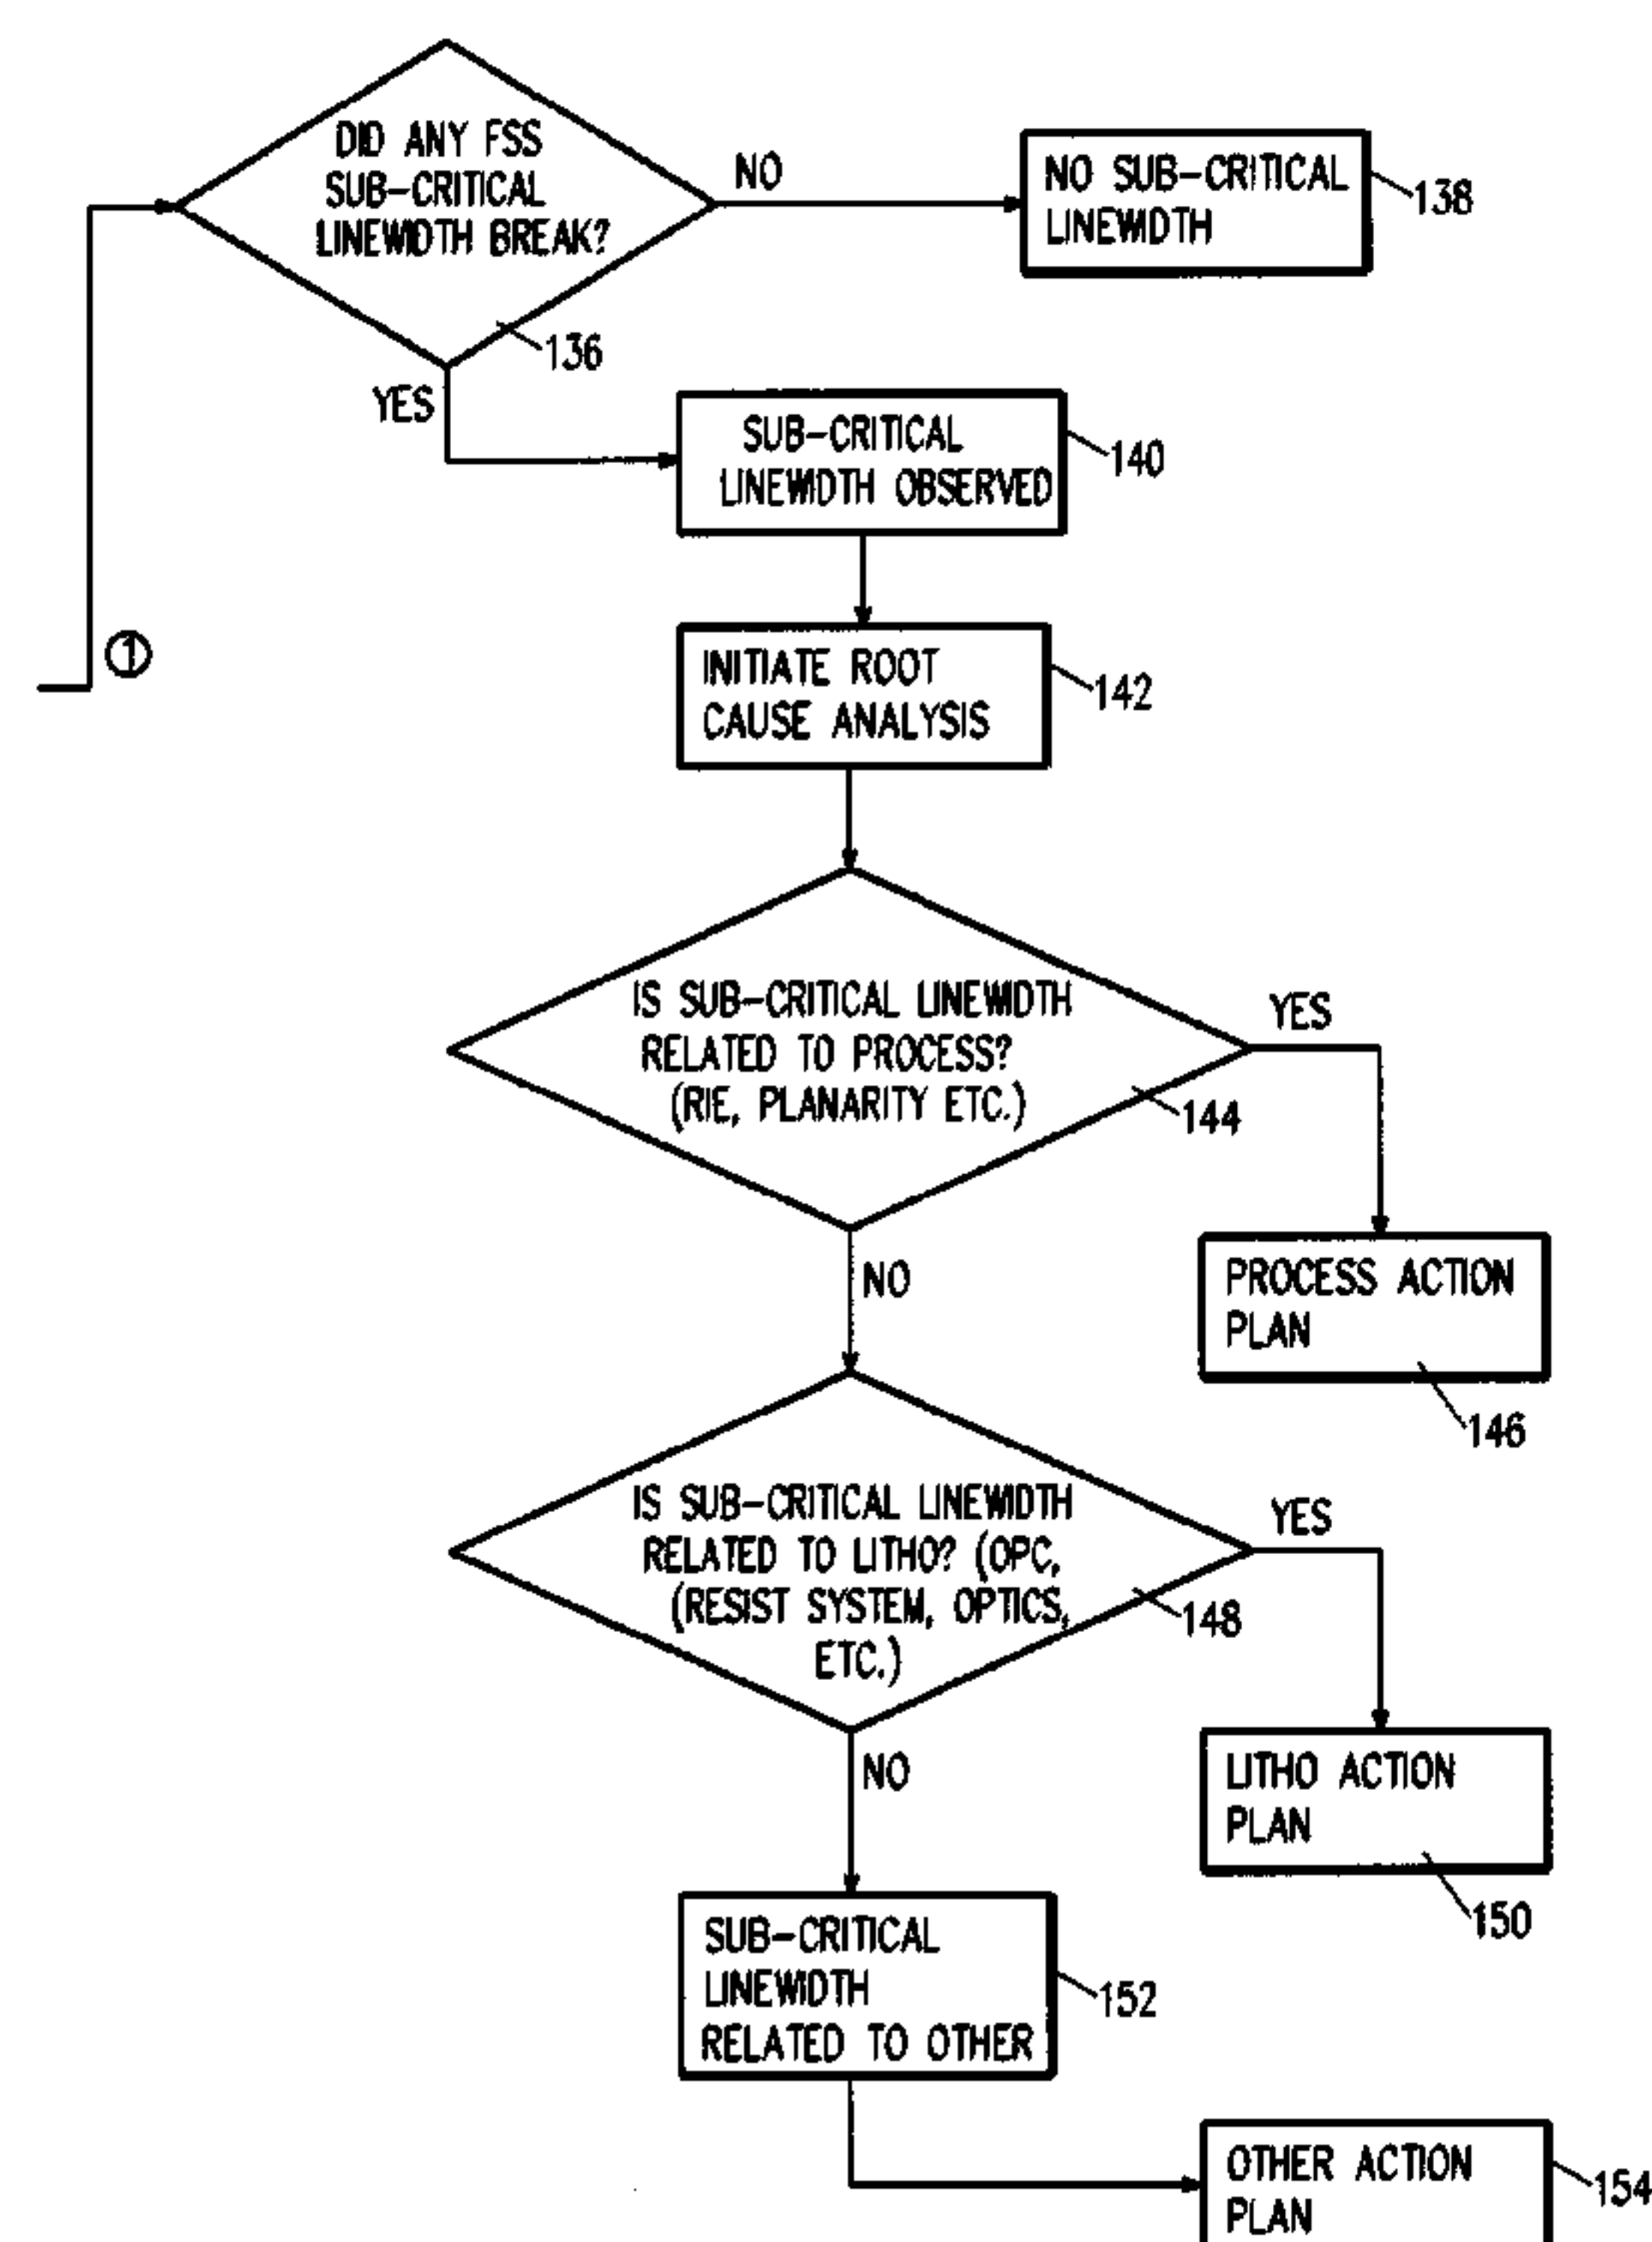 DID ANY FSS
SUB-CRITICAL
LINEWIDTH BREAK?
NO
NO SUB-CRITICAL
LINEWIDTH
138
136
YES
SUB-CRITICAL
LINEWIDTH OBSERVED
140
1
INITIATE ROOT
CAUSE ANALYSIS
142
IS SUB-CRITICAL LINEWIDTH
RELATED TO PROCESS?
(RIE, PLANARITY ETC.)
YES
144
NO
PROCESS ACTION
PLAN
146
IS SUB-CRITICAL LINEWIDTH
RELATED TO LITHO? (OPC,
(RESIST SYSTEM, OPTICS,
ETC.)
YES
148
NO
LITHO ACTION
PLAN
150
SUB-CRITICAL
LINEWIDTH
RELATED TO OTHER
152
OTHER ACTION
PLAN
154